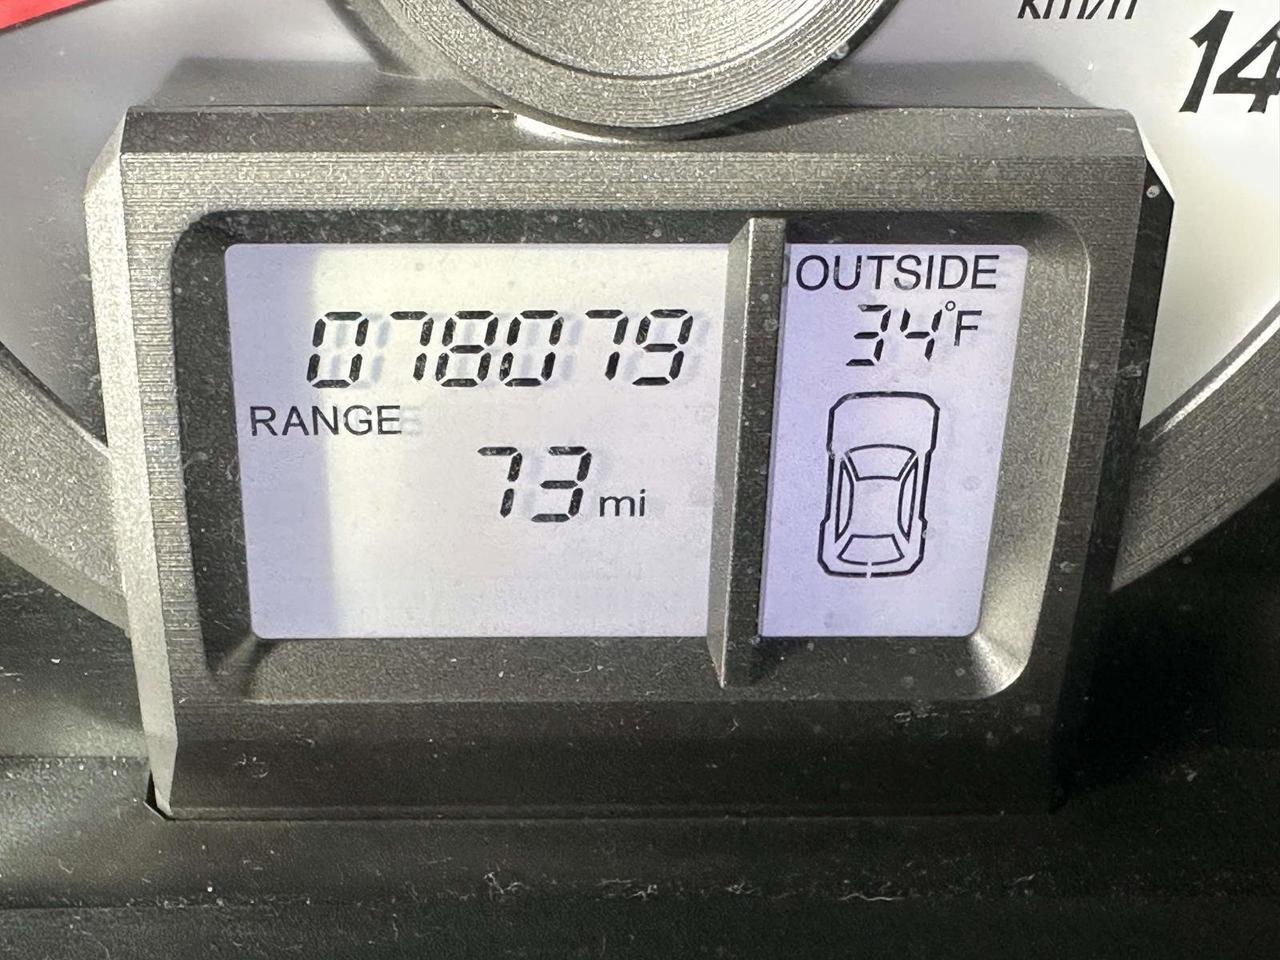 km/h
14
078079
RANGE
73 mi
OUTSIDE
34°F